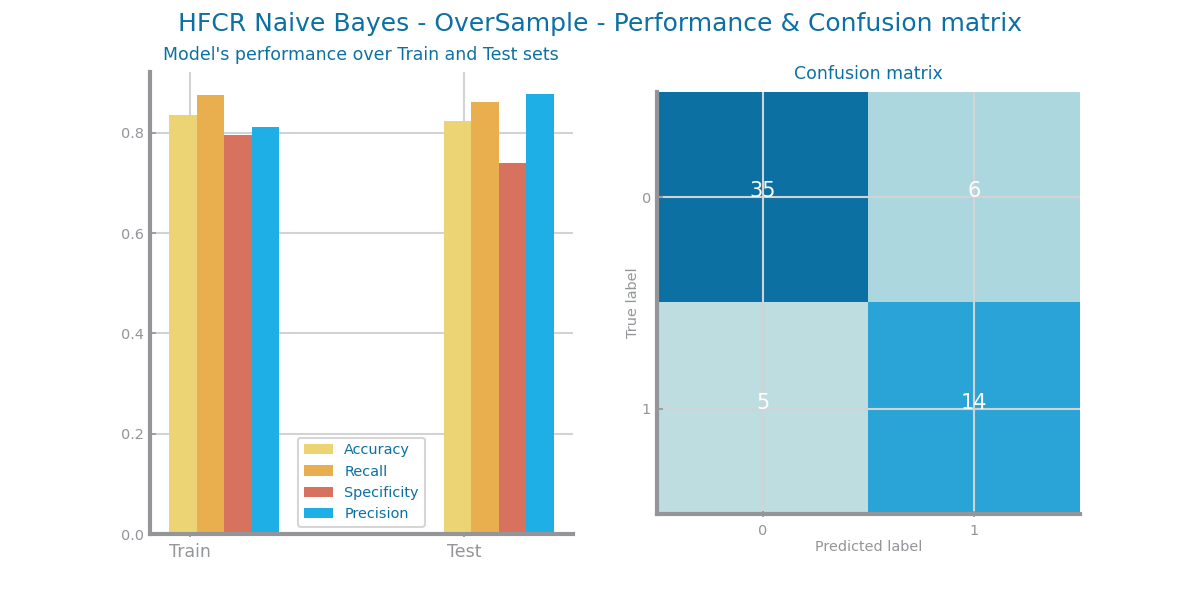 HFCR Naive Bayes - OverSample - Performance & Confusion matrix
Model's performance over Train and Test sets
0.8
0.6
0.4
0.2
0.0
Train
Test
Accuracy
Recall
Specificity
Precision
Confusion matrix
True label
0
1
35
6
5
14
0
1
Predicted label